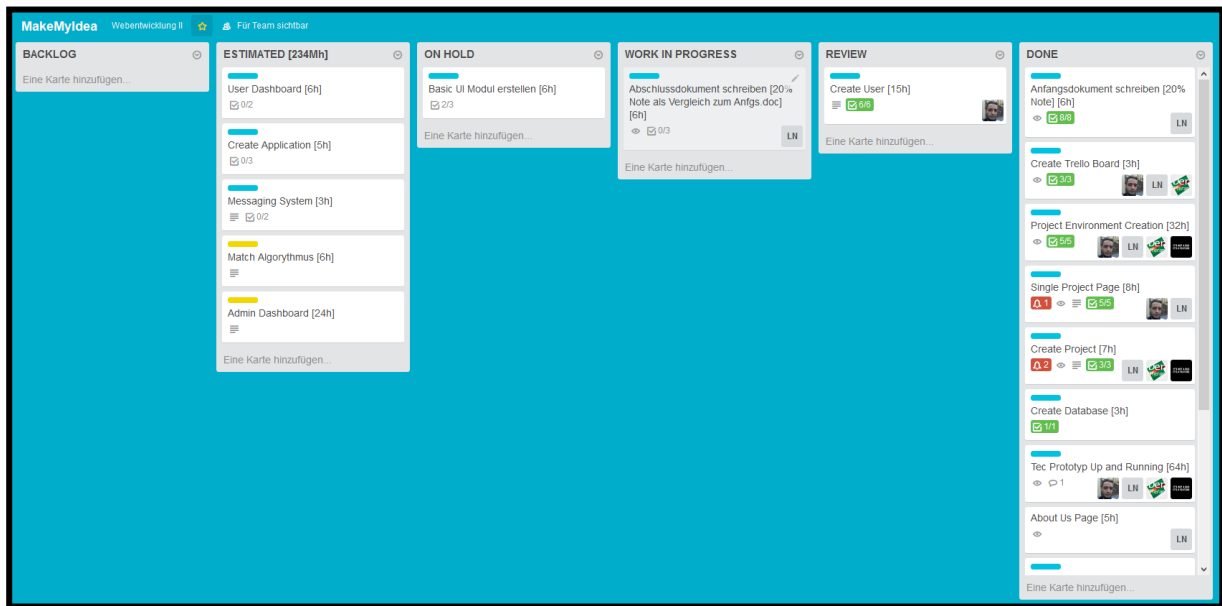 MakeMyIdea Webentwicklung II Für Team sichtbar
BACKLOG
Eine Karte hinzufügen...
ESTIMATED [234Mh]
User Dashboard [6h]
0/2
Create Application [5h]
0/3
Messaging System [3h]
0/2
Match Algorythmus [6h]
Admin Dashboard [24h]
Eine Karte hinzufügen...
ON HOLD
Basic UI Modul erstellen [6h]
2/3
Eine Karte hinzufügen...
WORK IN PROGRESS
Abschlussdokument schreiben [20%
Note als Vergleich zum Anfgs.doc]
[6h]
0/3
LN
Eine Karte hinzufügen...
REVIEW
Create User [15h]
6/6
Eine Karte hinzufügen...
DONE
Anfangsdokument schreiben [20%
Note] [6h]
8/8
LN
Create Trello Board [3h]
3/3
LN
Project Environment Creation [32h]
5/5
LN
Single Project Page [8h]
1 5/5
LN
Create Project [7h]
2 3/3
LN
Create Database [3h]
1/1
Tec Prototyp Up and Running [64h]
1
LN
About Us Page [5h]
LN
Eine Karte hinzufügen...